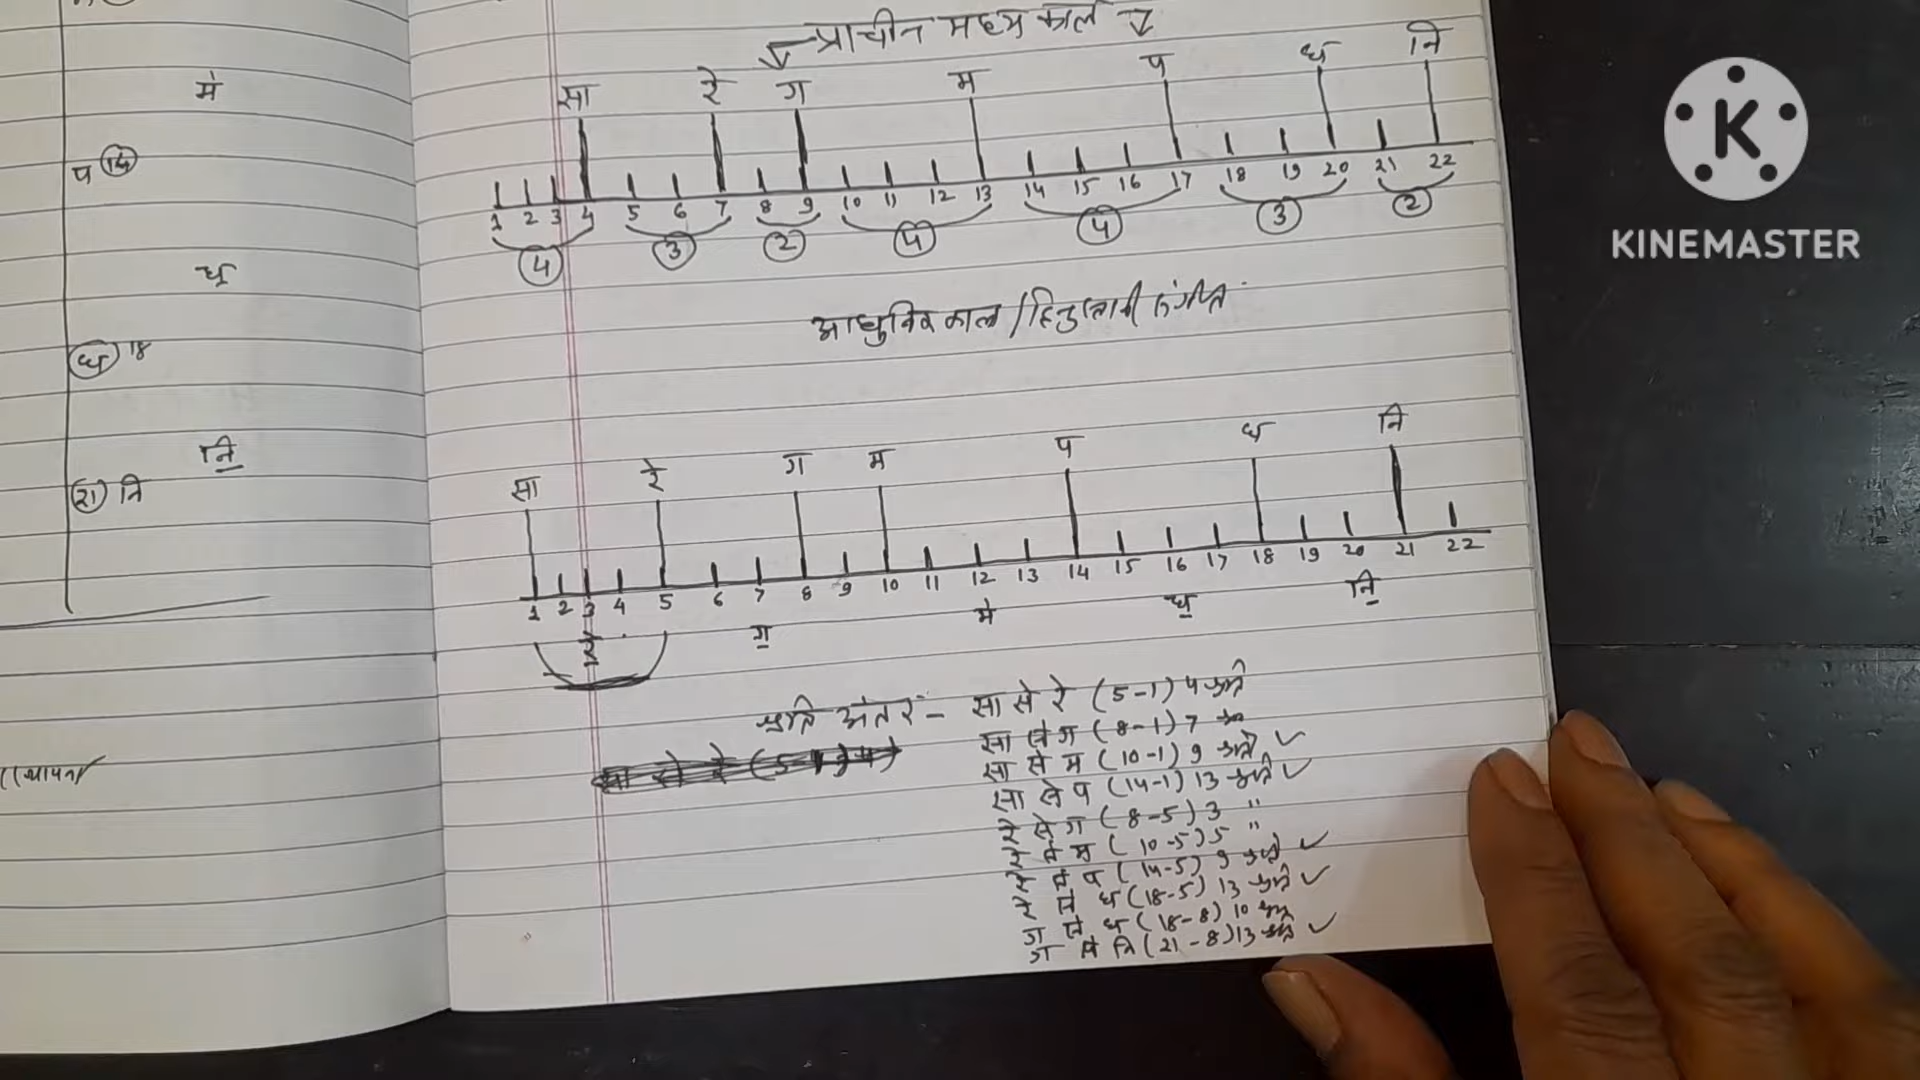 मे
प
ध
ध 18
नि
21 नि
प्राचीन मध्य काल
सा रे ग म प ध नि
1 2 3 4 5 6 7 8 9 10 11 12 13 14 15 16 17 18 19 20 21 22
4 3 2 4 4 3 2
आधुनिक काल / हिन्दुस्तानी संगीत
सा रे ग म प ध नि
1 2 3 4 5 6 7 8 9 10 11 12 13 14 15 16 17 18 19 20 21 22
रे ग मे ध नि
श्रुति अंतर :- सा से रे (5-1) 4 श्रुति
सा से ग (8-1) 7
सा से म (10-1) 9 श्रुति ✓
सा से प (14-1) 13 श्रुति ✓
रे से ग (8-5) 3 "
रे से म (10-5) 5 "
रे से प (14-5) 9 श्रुति ✓
रे से ध (18-5) 13 श्रुति ✓
ग से ध (18-8) 10 श्रुति
ग से नि (21-8) 13 श्रुति ✓
KINEMASTER